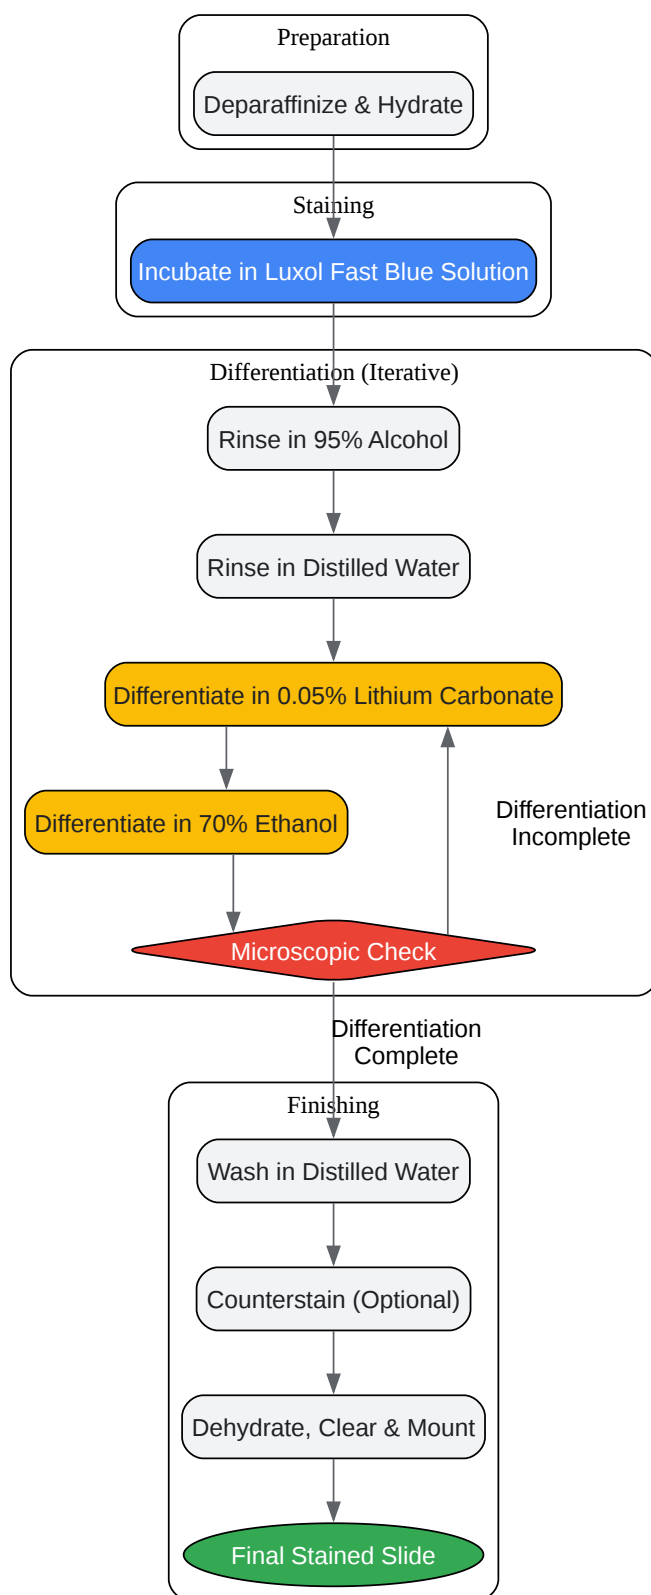 Preparation
Deparaffinize & Hydrate
Staining
Incubate in Luxol Fast Blue Solution
Differentiation (Iterative)
Rinse in 95% Alcohol
Rinse in Distilled Water
Differentiate in 0.05% Lithium Carbonate
Differentiate in 70% Ethanol
Differentiation
Incomplete
Microscopic Check
Differentiation
Complete
Finishing
Wash in Distilled Water
Counterstain (Optional)
Dehydrate, Clear & Mount
Final Stained Slide